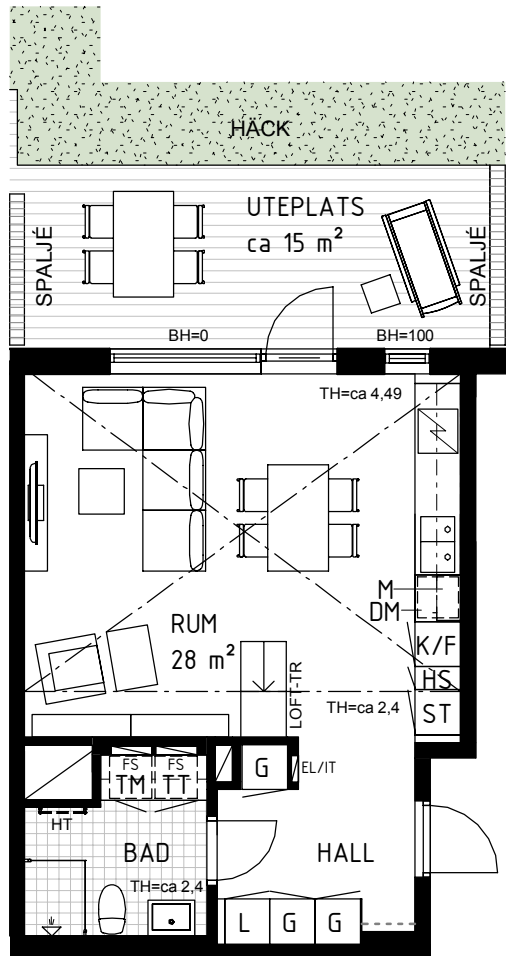 HÄCK
UTEPLATS
ca 15 m²
SPALJÉ
SPALJÉ
BH=0
BH=100
TH=ca 4,49
M
DM
RUM
28 m²
K/F
HS
LOFT-TR
TH=ca 2,4
ST
FS
FS
TM
TT
G
EL/IT
HT
BAD
HALL
TH=ca 2,4
L
G
G